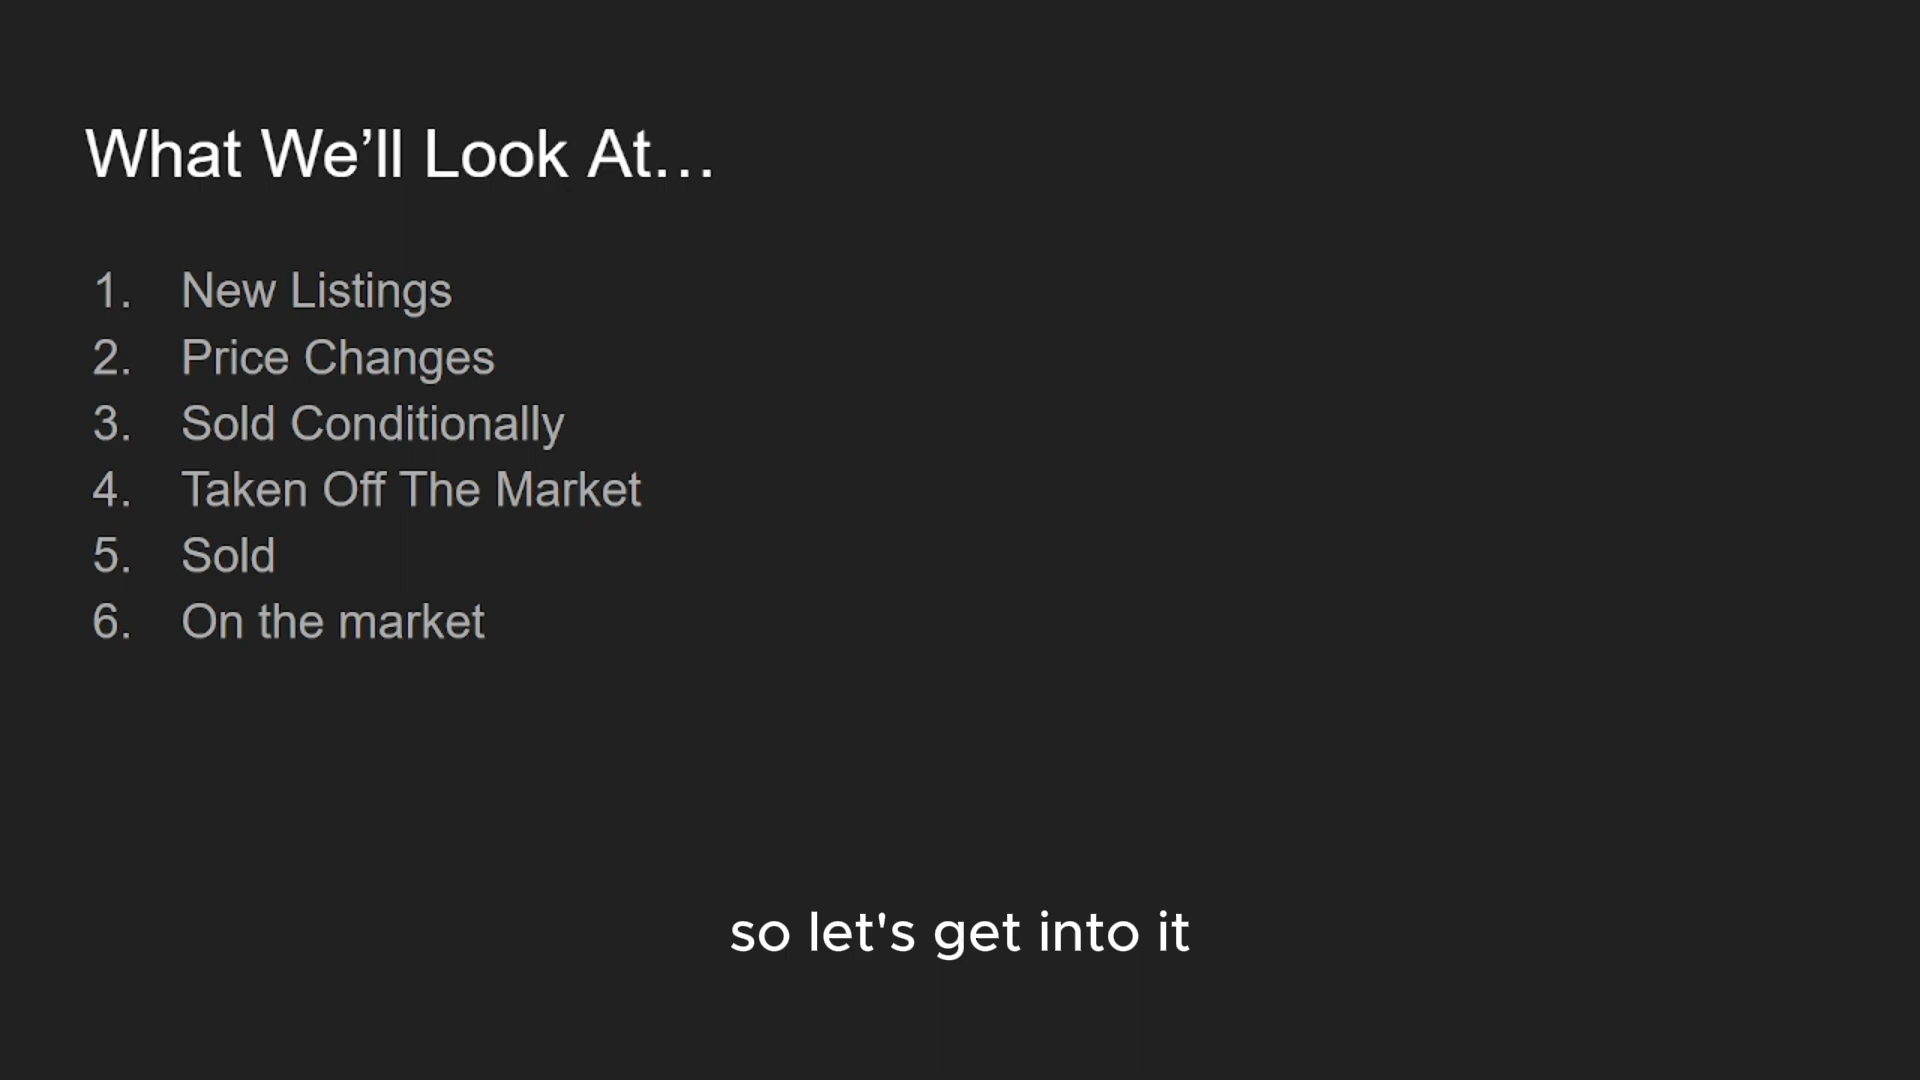 What We’ll Look At…
1. New Listings
2. Price Changes
3. Sold Conditionally
4. Taken Off The Market
5. Sold
6. On the market
so let's get into it